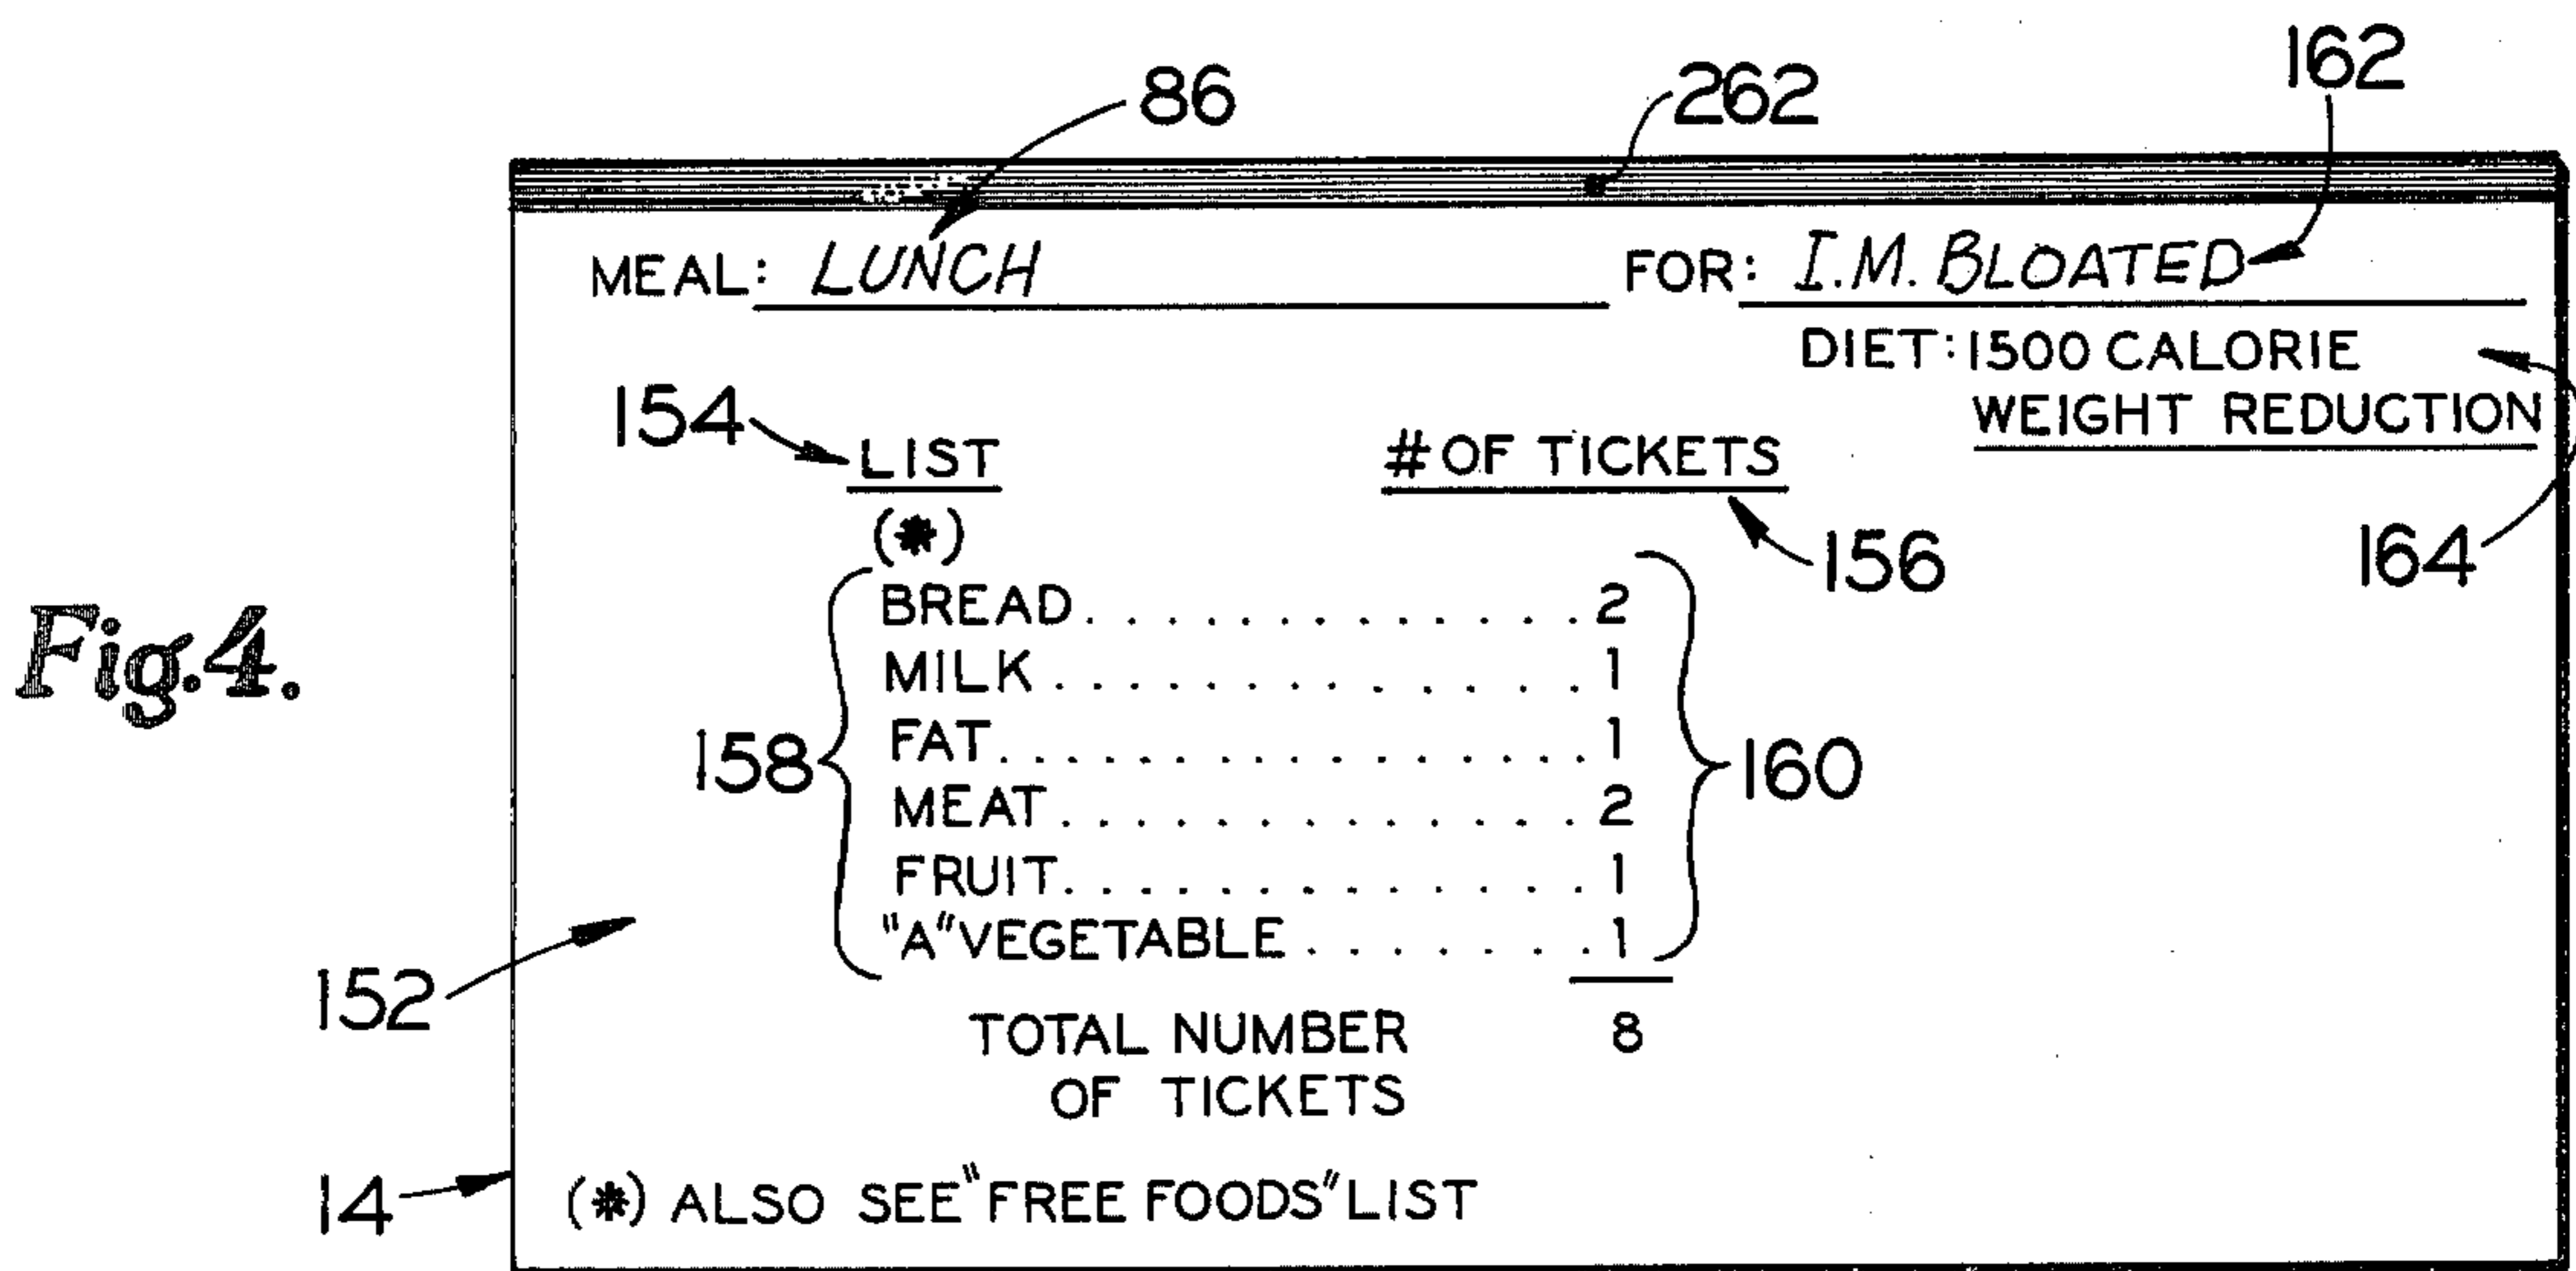 86 262 162
MEAL: LUNCH FOR: I.M. BLOATED
DIET: 1500 CALORIE
WEIGHT REDUCTION
154 LIST # OF TICKETS
(*) 156 164
BREAD..............2
MILK..............1
Fig.4. FAT................1
158 160
MEAT..............2
FRUIT..............1
"A" VEGETABLE.......1
152
TOTAL NUMBER 8
OF TICKETS
14 (*) ALSO SEE "FREE FOODS" LIST